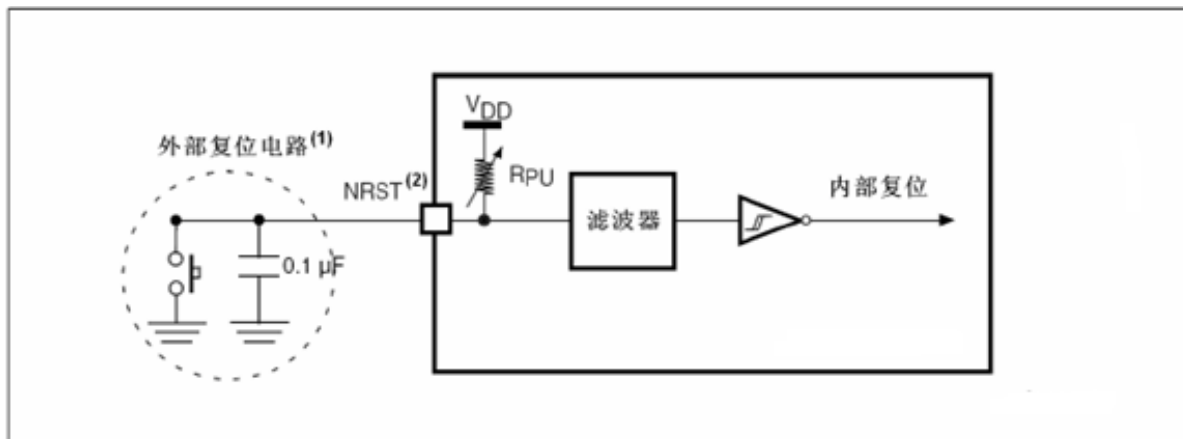 外部复位电路(1)
NRST(2)
0.1 μF
VDD
RPU
滤波器
内部复位